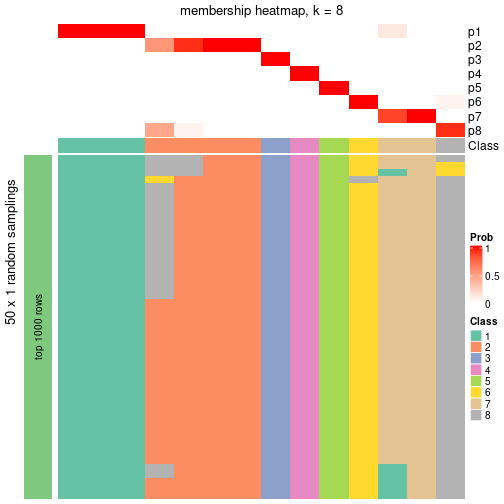 membership heatmap, k = 8
p1
p2
p3
p4
p5
p6
p7
p8
Class
50 x 1 random samplings
top 1000 rows
Prob
1
0.5
0
Class
1
2
3
4
5
6
7
8